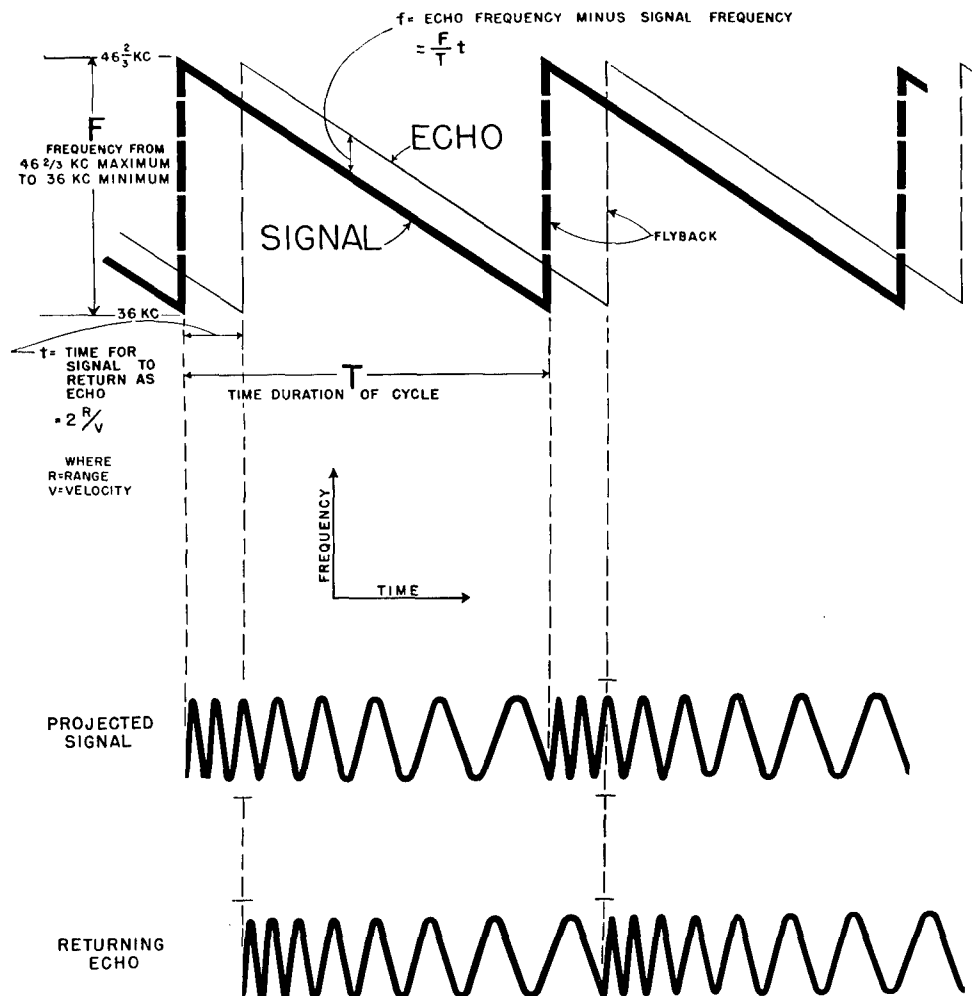 f= ECHO FREQUENCY MINUS SIGNAL FREQUENCY
= F/T t
46 2/3 KC
F
FREQUENCY FROM
46 2/3 KC MAXIMUM
TO 36 KC MINIMUM
ECHO
SIGNAL
FLYBACK
36 KC
t= TIME FOR
SIGNAL TO
RETURN AS
ECHO
= 2 R/V
T
TIME DURATION OF CYCLE
WHERE
R=RANGE
V=VELOCITY
FREQUENCY
TIME
PROJECTED
SIGNAL
RETURNING
ECHO